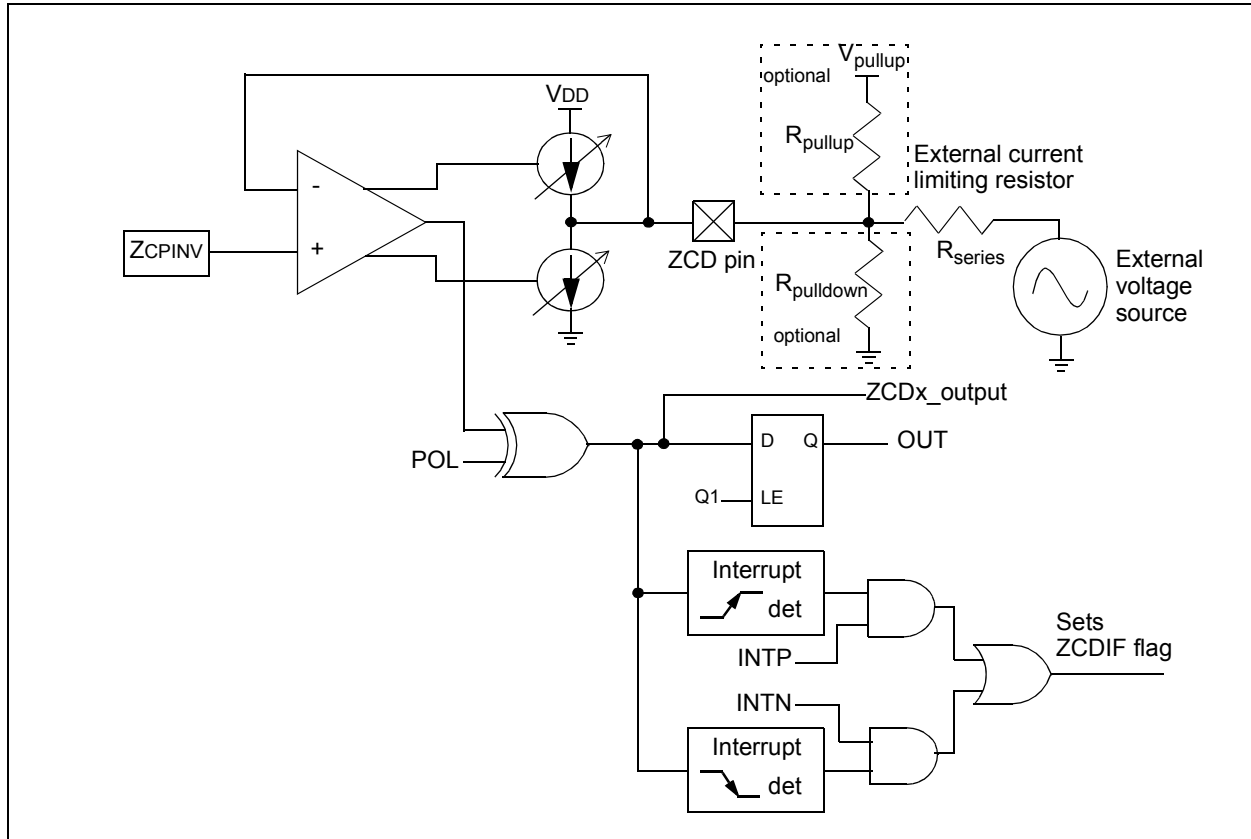 optional
Vpullup
VDD
Rpullup
External current
limiting resistor
-
+
ZCPINV
ZCD pin
Rseries
Rpulldown
optional
External
voltage
source
ZCDx_output
POL
D
Q
OUT
Q1
LE
Interrupt
det
INTP
Sets
ZCDIF flag
INTN
Interrupt
det